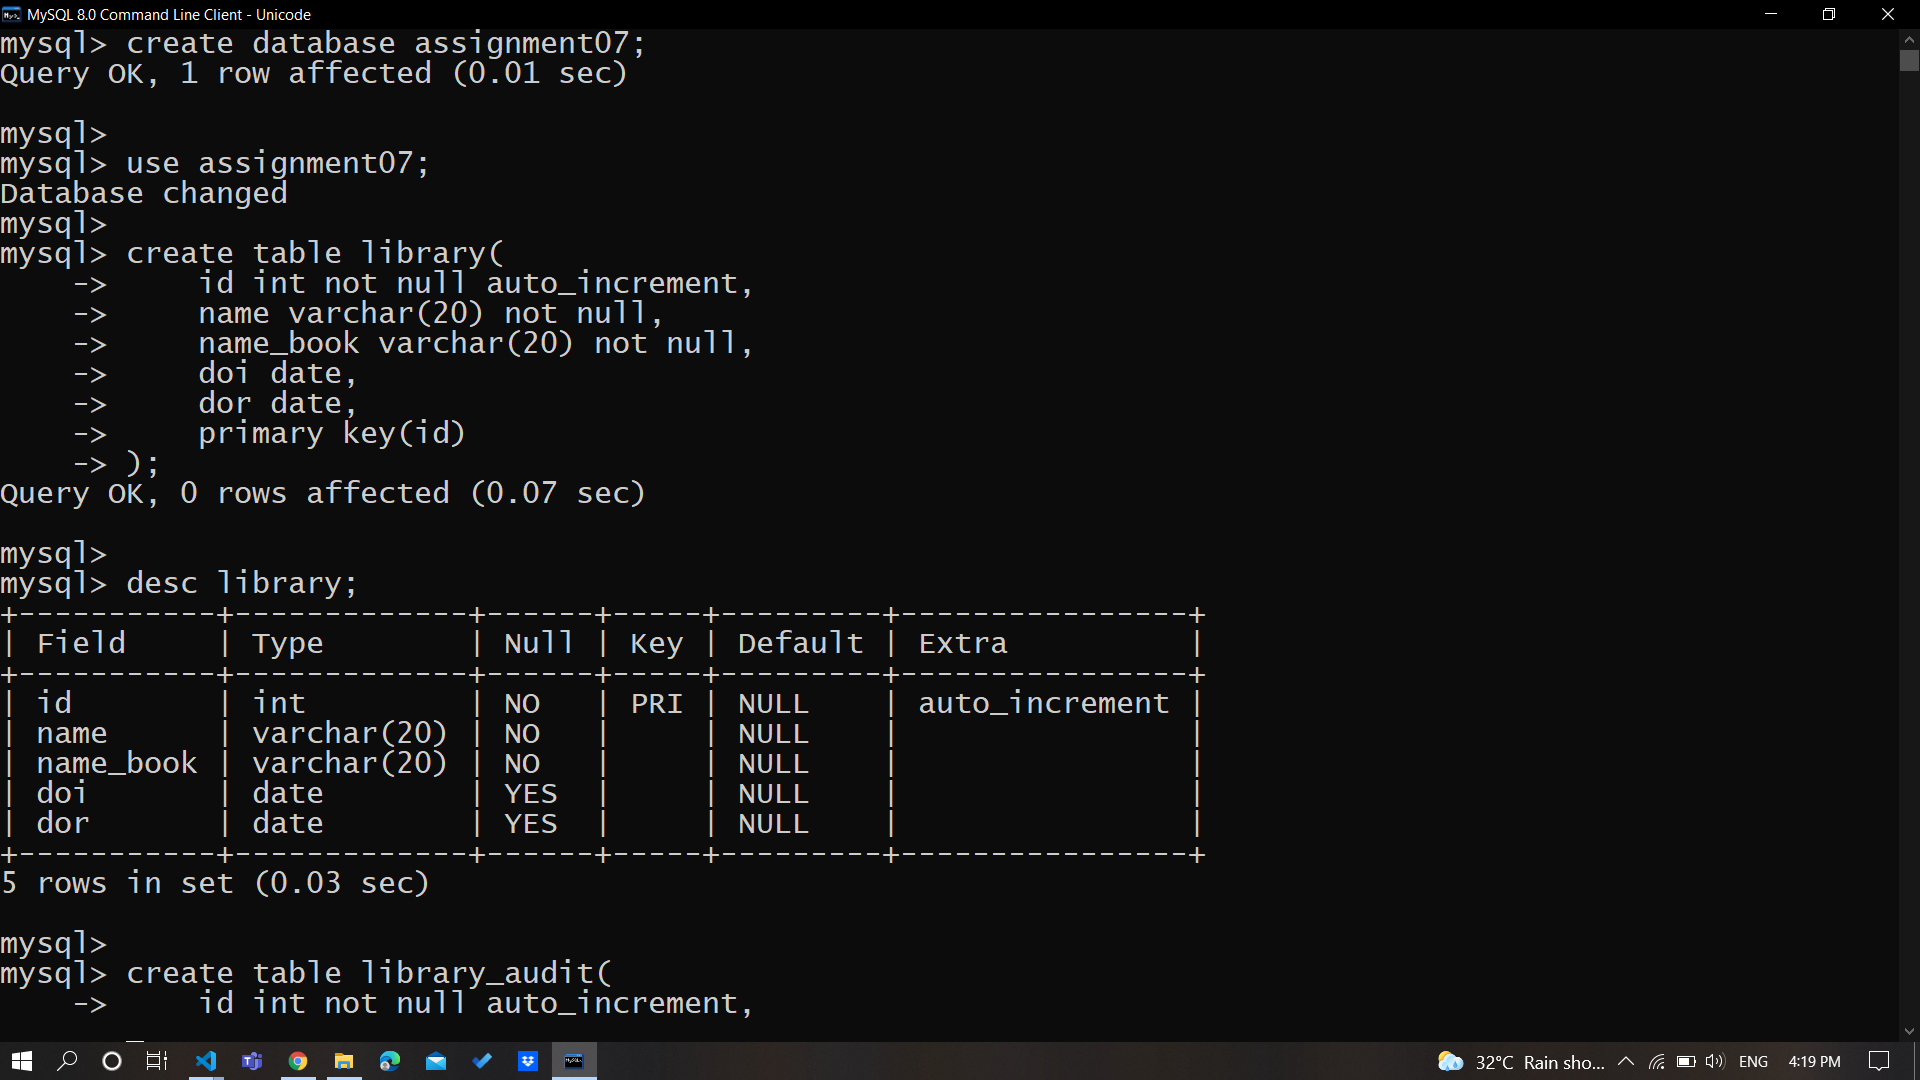 MySQL 8.0 Command Line Client - Unicode
mysql> create database assignment07;
Query OK, 1 row affected (0.01 sec)
mysql>
mysql> use assignment07;
Database changed
mysql>
mysql> create table library(
    ->     id int not null auto_increment,
    ->     name varchar(20) not null,
    ->     name_book varchar(20) not null,
    ->     doi date,
    ->     dor date,
    ->     primary key(id)
    -> );
Query OK, 0 rows affected (0.07 sec)
mysql>
mysql> desc library;
+-----------+-------------+------+-----+---------+----------------+
| Field     | Type        | Null | Key | Default | Extra          |
+-----------+-------------+------+-----+---------+----------------+
| id        | int         | NO   | PRI | NULL    | auto_increment |
| name      | varchar(20) | NO   |     | NULL    |                |
| name_book | varchar(20) | NO   |     | NULL    |                |
| doi       | date        | YES  |     | NULL    |                |
| dor       | date        | YES  |     | NULL    |                |
+-----------+-------------+------+-----+---------+----------------+
5 rows in set (0.03 sec)
mysql>
mysql> create table library_audit(
    ->     id int not null auto_increment,
32°C Rain sho... ENG 4:19 PM